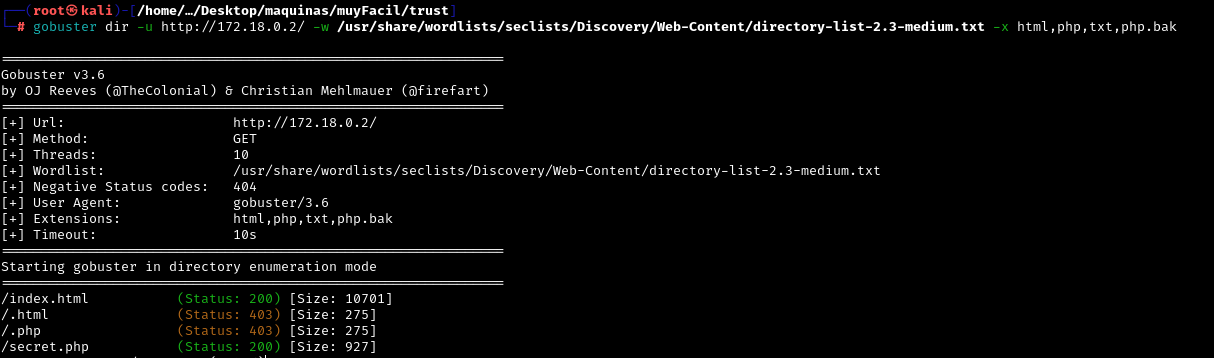 ┌──(root㉿kali)-[/home/…/Desktop/maquinas/muyFacil/trust]
└─# gobuster dir -u http://172.18.0.2/ -w /usr/share/wordlists/seclists/Discovery/Web-Content/directory-list-2.3-medium.txt -x html,php,txt,php.bak
===============================================================
Gobuster v3.6
by OJ Reeves (@TheColonial) & Christian Mehlmauer (@firefart)
===============================================================
[+] Url:                     http://172.18.0.2/
[+] Method:                  GET
[+] Threads:                 10
[+] Wordlist:                /usr/share/wordlists/seclists/Discovery/Web-Content/directory-list-2.3-medium.txt
[+] Negative Status codes:   404
[+] User Agent:              gobuster/3.6
[+] Extensions:              html,php,txt,php.bak
[+] Timeout:                 10s
===============================================================
Starting gobuster in directory enumeration mode
===============================================================
/index.html           (Status: 200) [Size: 10701]
/.html                (Status: 403) [Size: 275]
/.php                 (Status: 403) [Size: 275]
/secret.php           (Status: 200) [Size: 927]